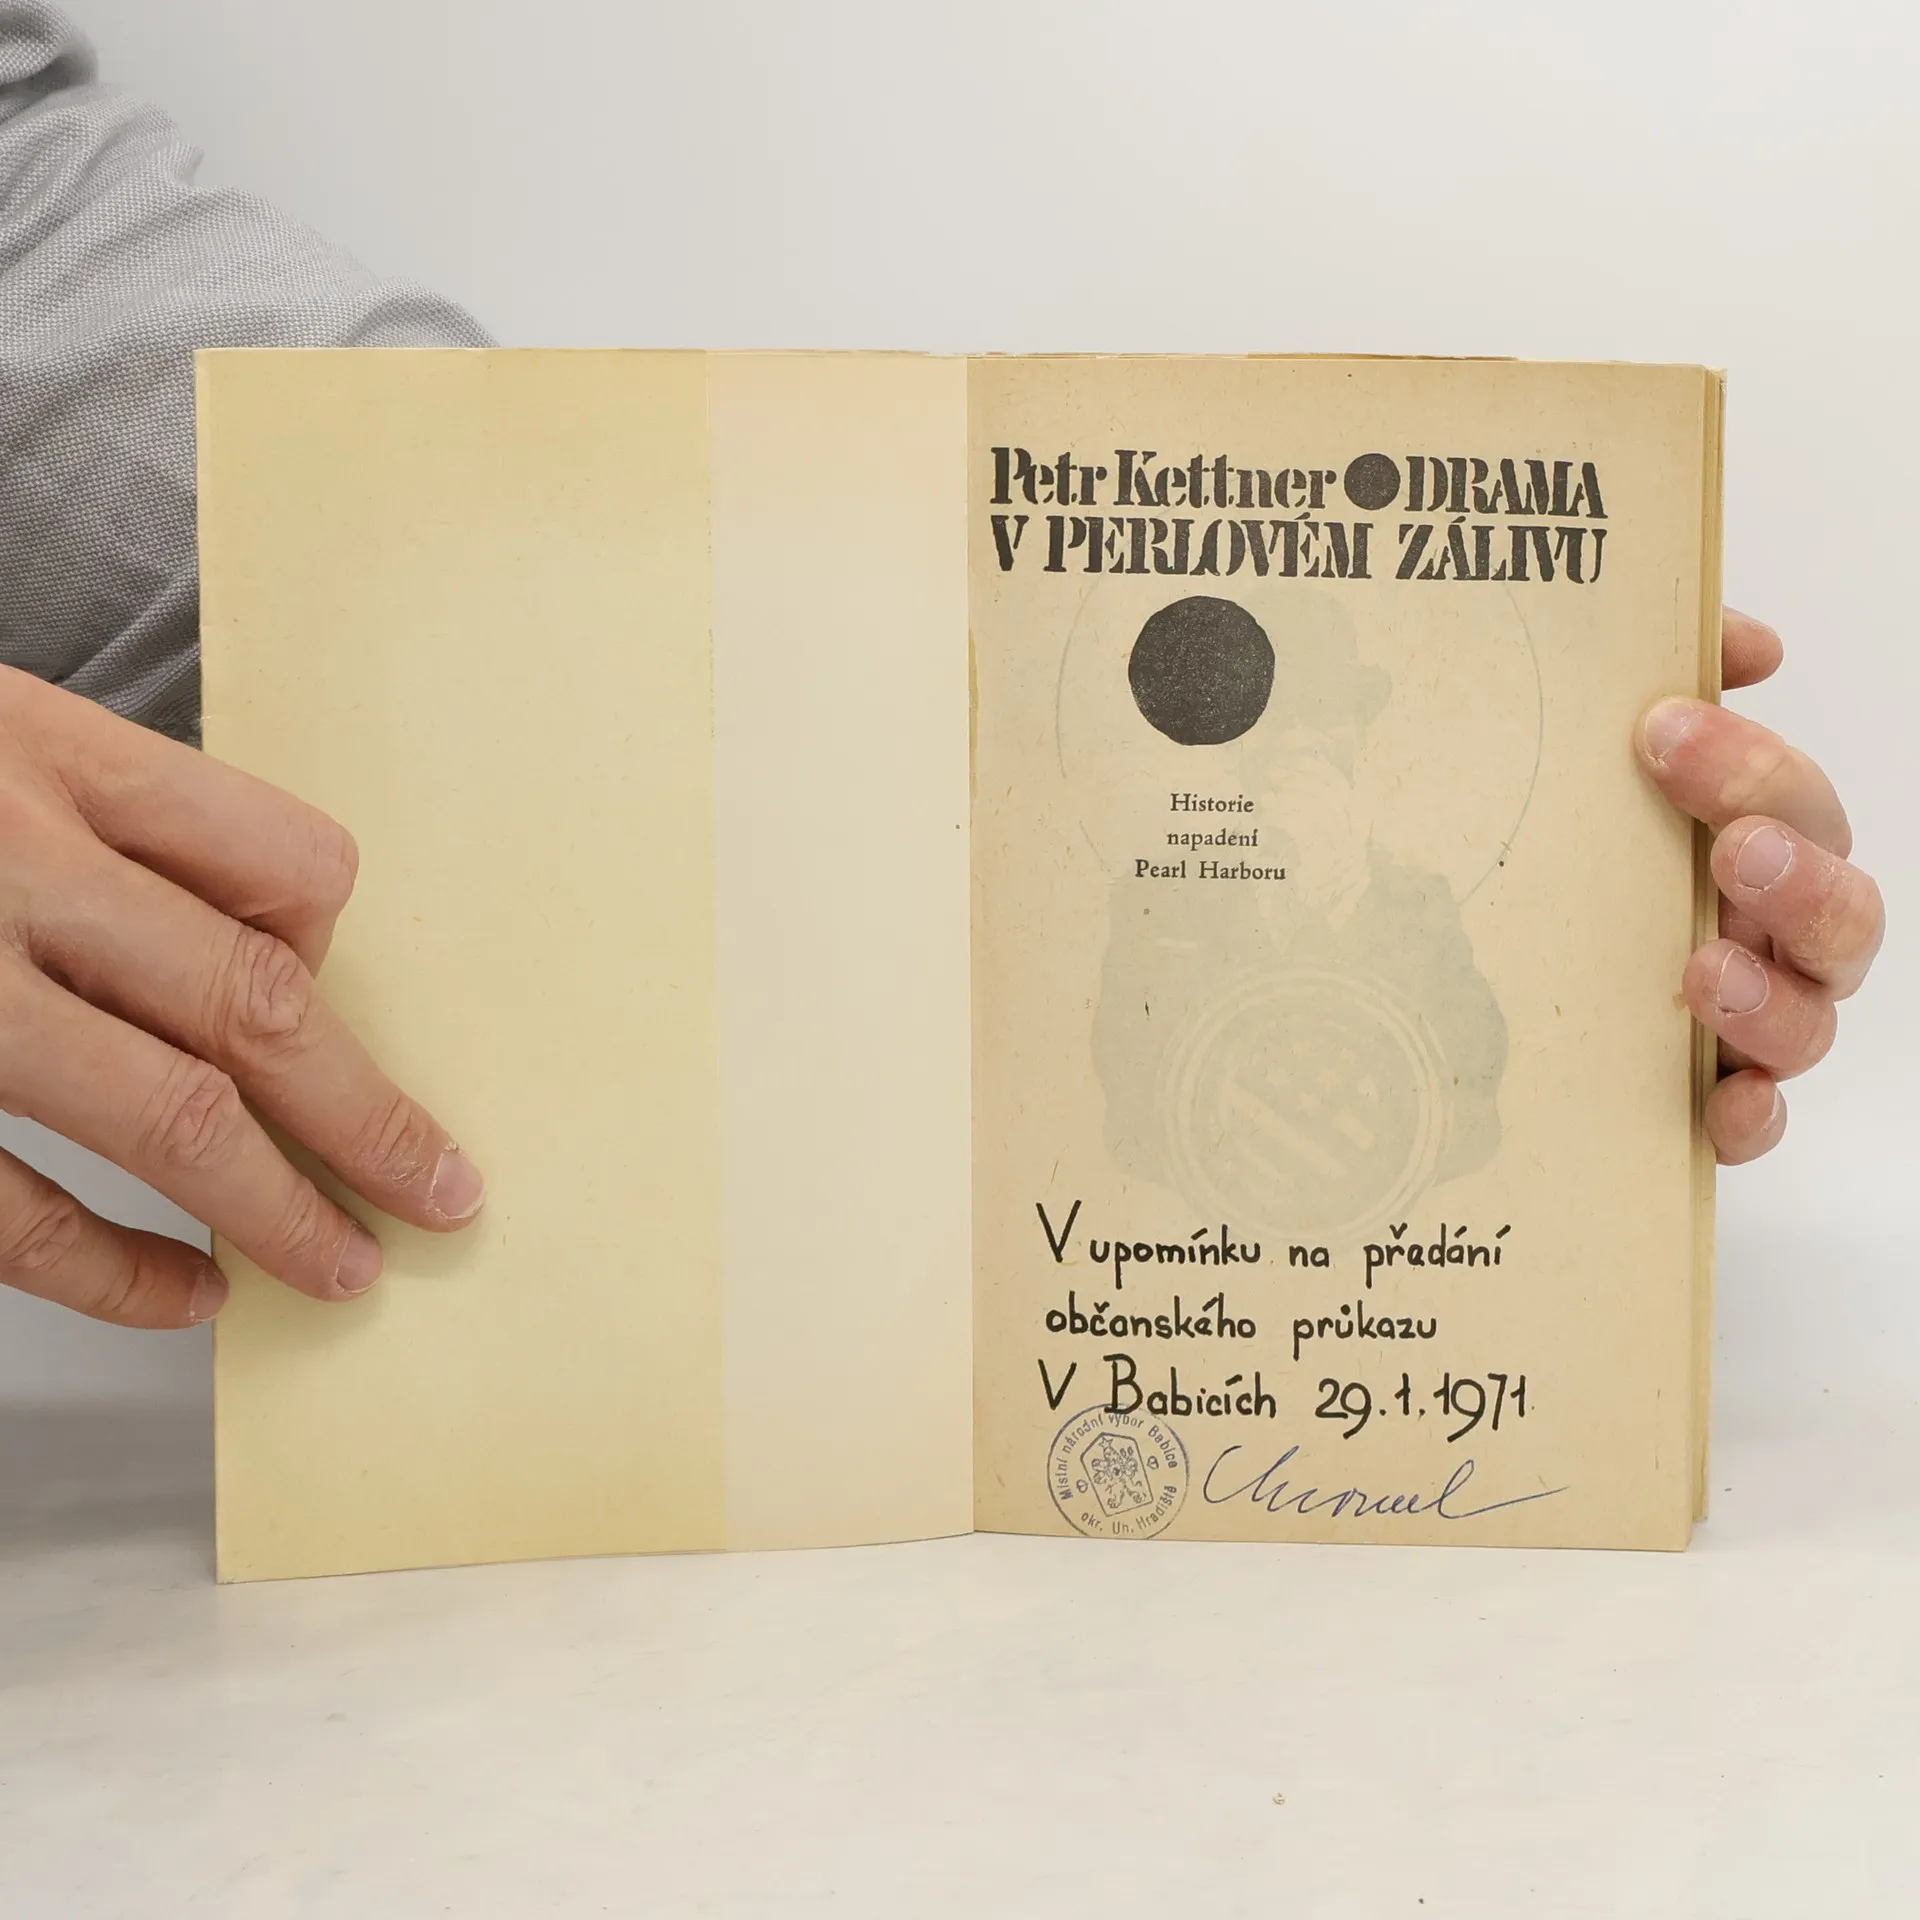 Petr Kettner ● DRAMA
V PERLOVÉM ZÁLIVU
Historie
napadení
Pearl Harboru
V upomínku na předání
občanského průkazu
V Babicích 29.1.1971
Místní národní výbor Babice
okr. Uh. Hradiště